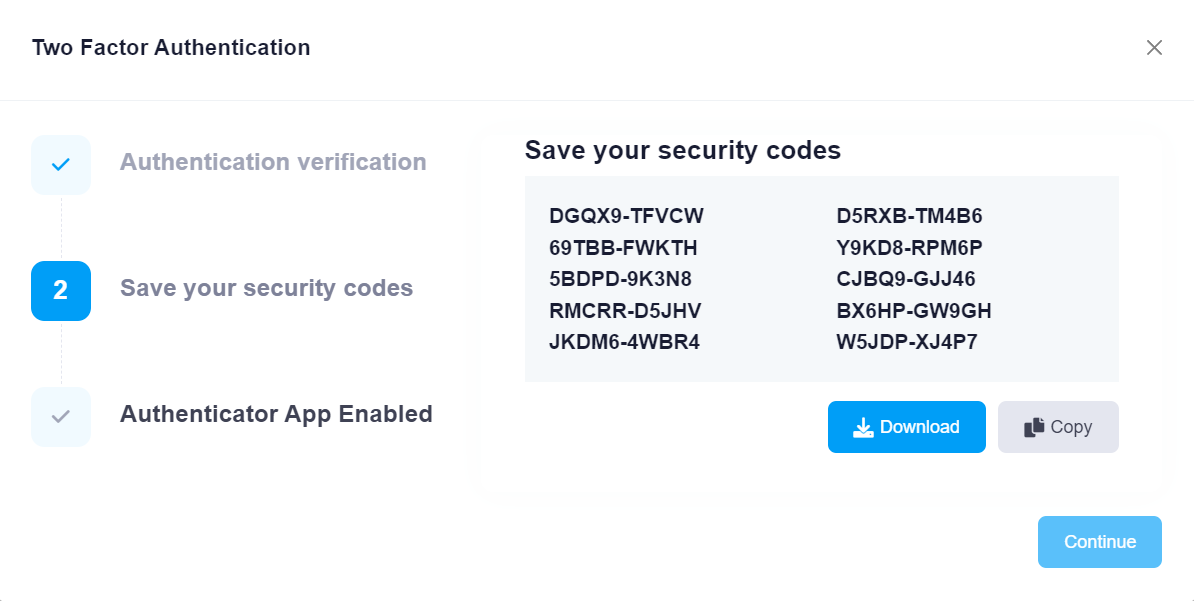 Two Factor Authentication
Authentication verification
2
Save your security codes
Authenticator App Enabled
Save your security codes
DGQX9-TFVCW D5RXB-TM4B6
69TBB-FWKTH Y9KD8-RPM6P
5BDPD-9K3N8 CJBQ9-GJJ46
RMCRR-D5JHV BX6HP-GW9GH
JKDM6-4WBR4 W5JDP-XJ4P7
Download Copy
Continue